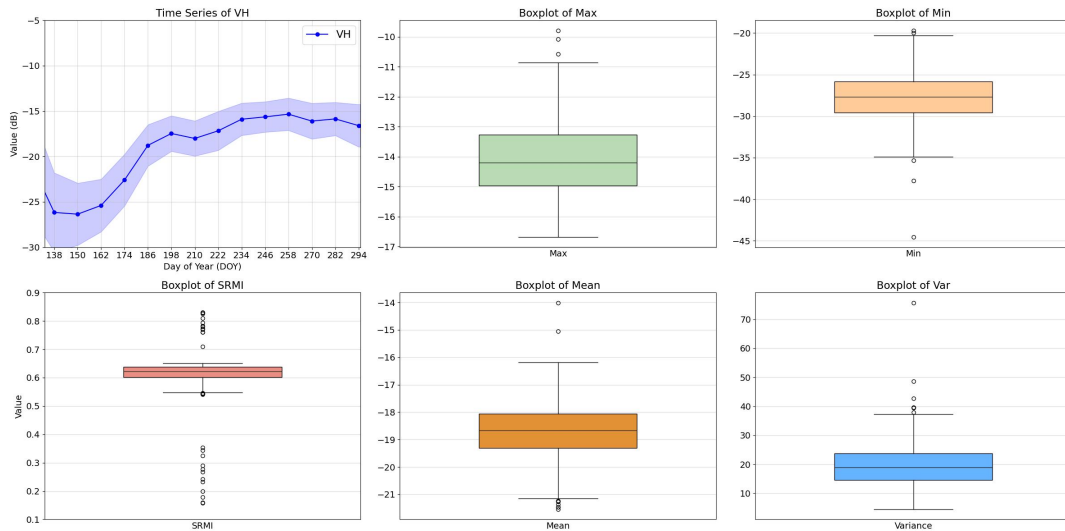 Time Series of VH
Value (dB)
−5
−10
−15
−20
−25
−30
VH
138 150 162 174 186 198 210 222 234 246 258 270 282 294
Day of Year (DOY)
Boxplot of Max
−10
−11
−12
−13
−14
−15
−16
−17
Max
Boxplot of Min
−20
−25
−30
−35
−40
−45
Min
Boxplot of SRMI
Value
0.9
0.8
0.7
0.6
0.5
0.4
0.3
0.2
0.1
SRMI
Boxplot of Mean
−14
−15
−16
−17
−18
−19
−20
−21
Mean
Boxplot of Var
70
60
50
40
30
20
10
Variance